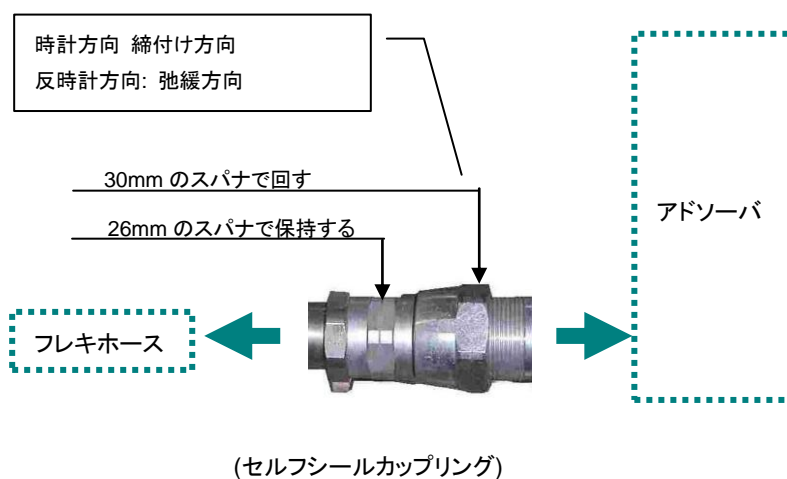 時計方向 締付け方向
反時計方向: 弛緩方向
30mm のスパナで回す
26mm のスパナで保持する
アドソーバ
フレキホース
(セルフシールカップリング)